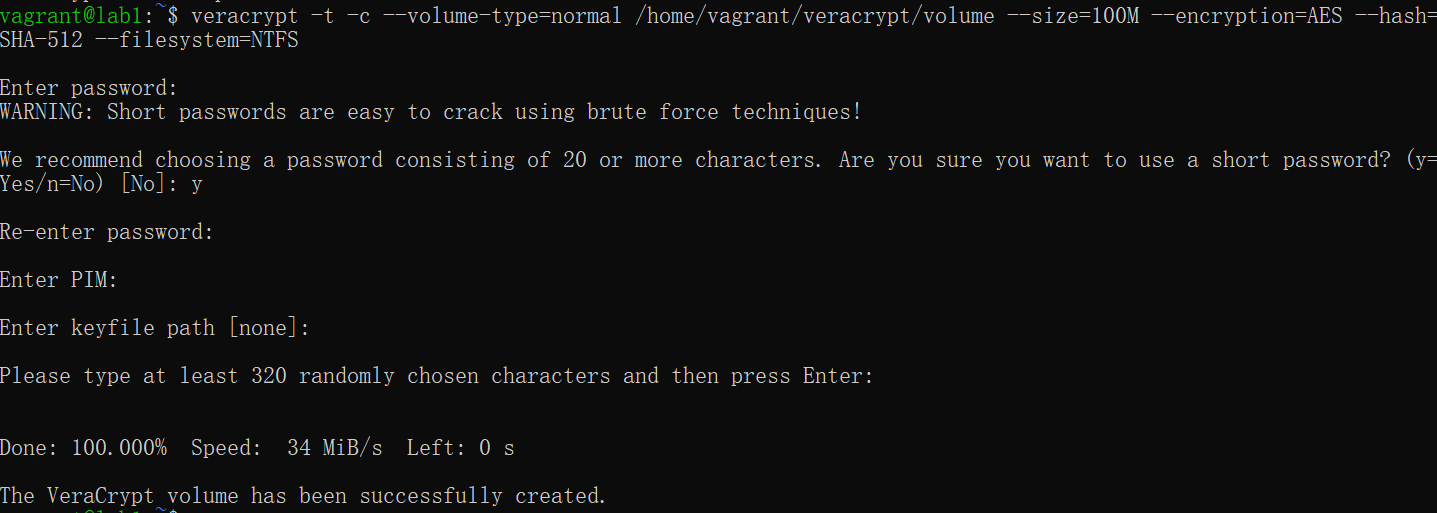 vagrant@lab1:~$ veracrypt -t -c --volume-type=normal /home/vagrant/veracrypt/volume --size=100M --encryption=AES --hash=
SHA-512 --filesystem=NTFS
Enter password:
WARNING: Short passwords are easy to crack using brute force techniques!
We recommend choosing a password consisting of 20 or more characters. Are you sure you want to use a short password? (y=
Yes/n=No) [No]: y
Re-enter password:
Enter PIM:
Enter keyfile path [none]:
Please type at least 320 randomly chosen characters and then press Enter:
Done: 100.000%  Speed:  34 MiB/s  Left: 0 s
The VeraCrypt volume has been successfully created.